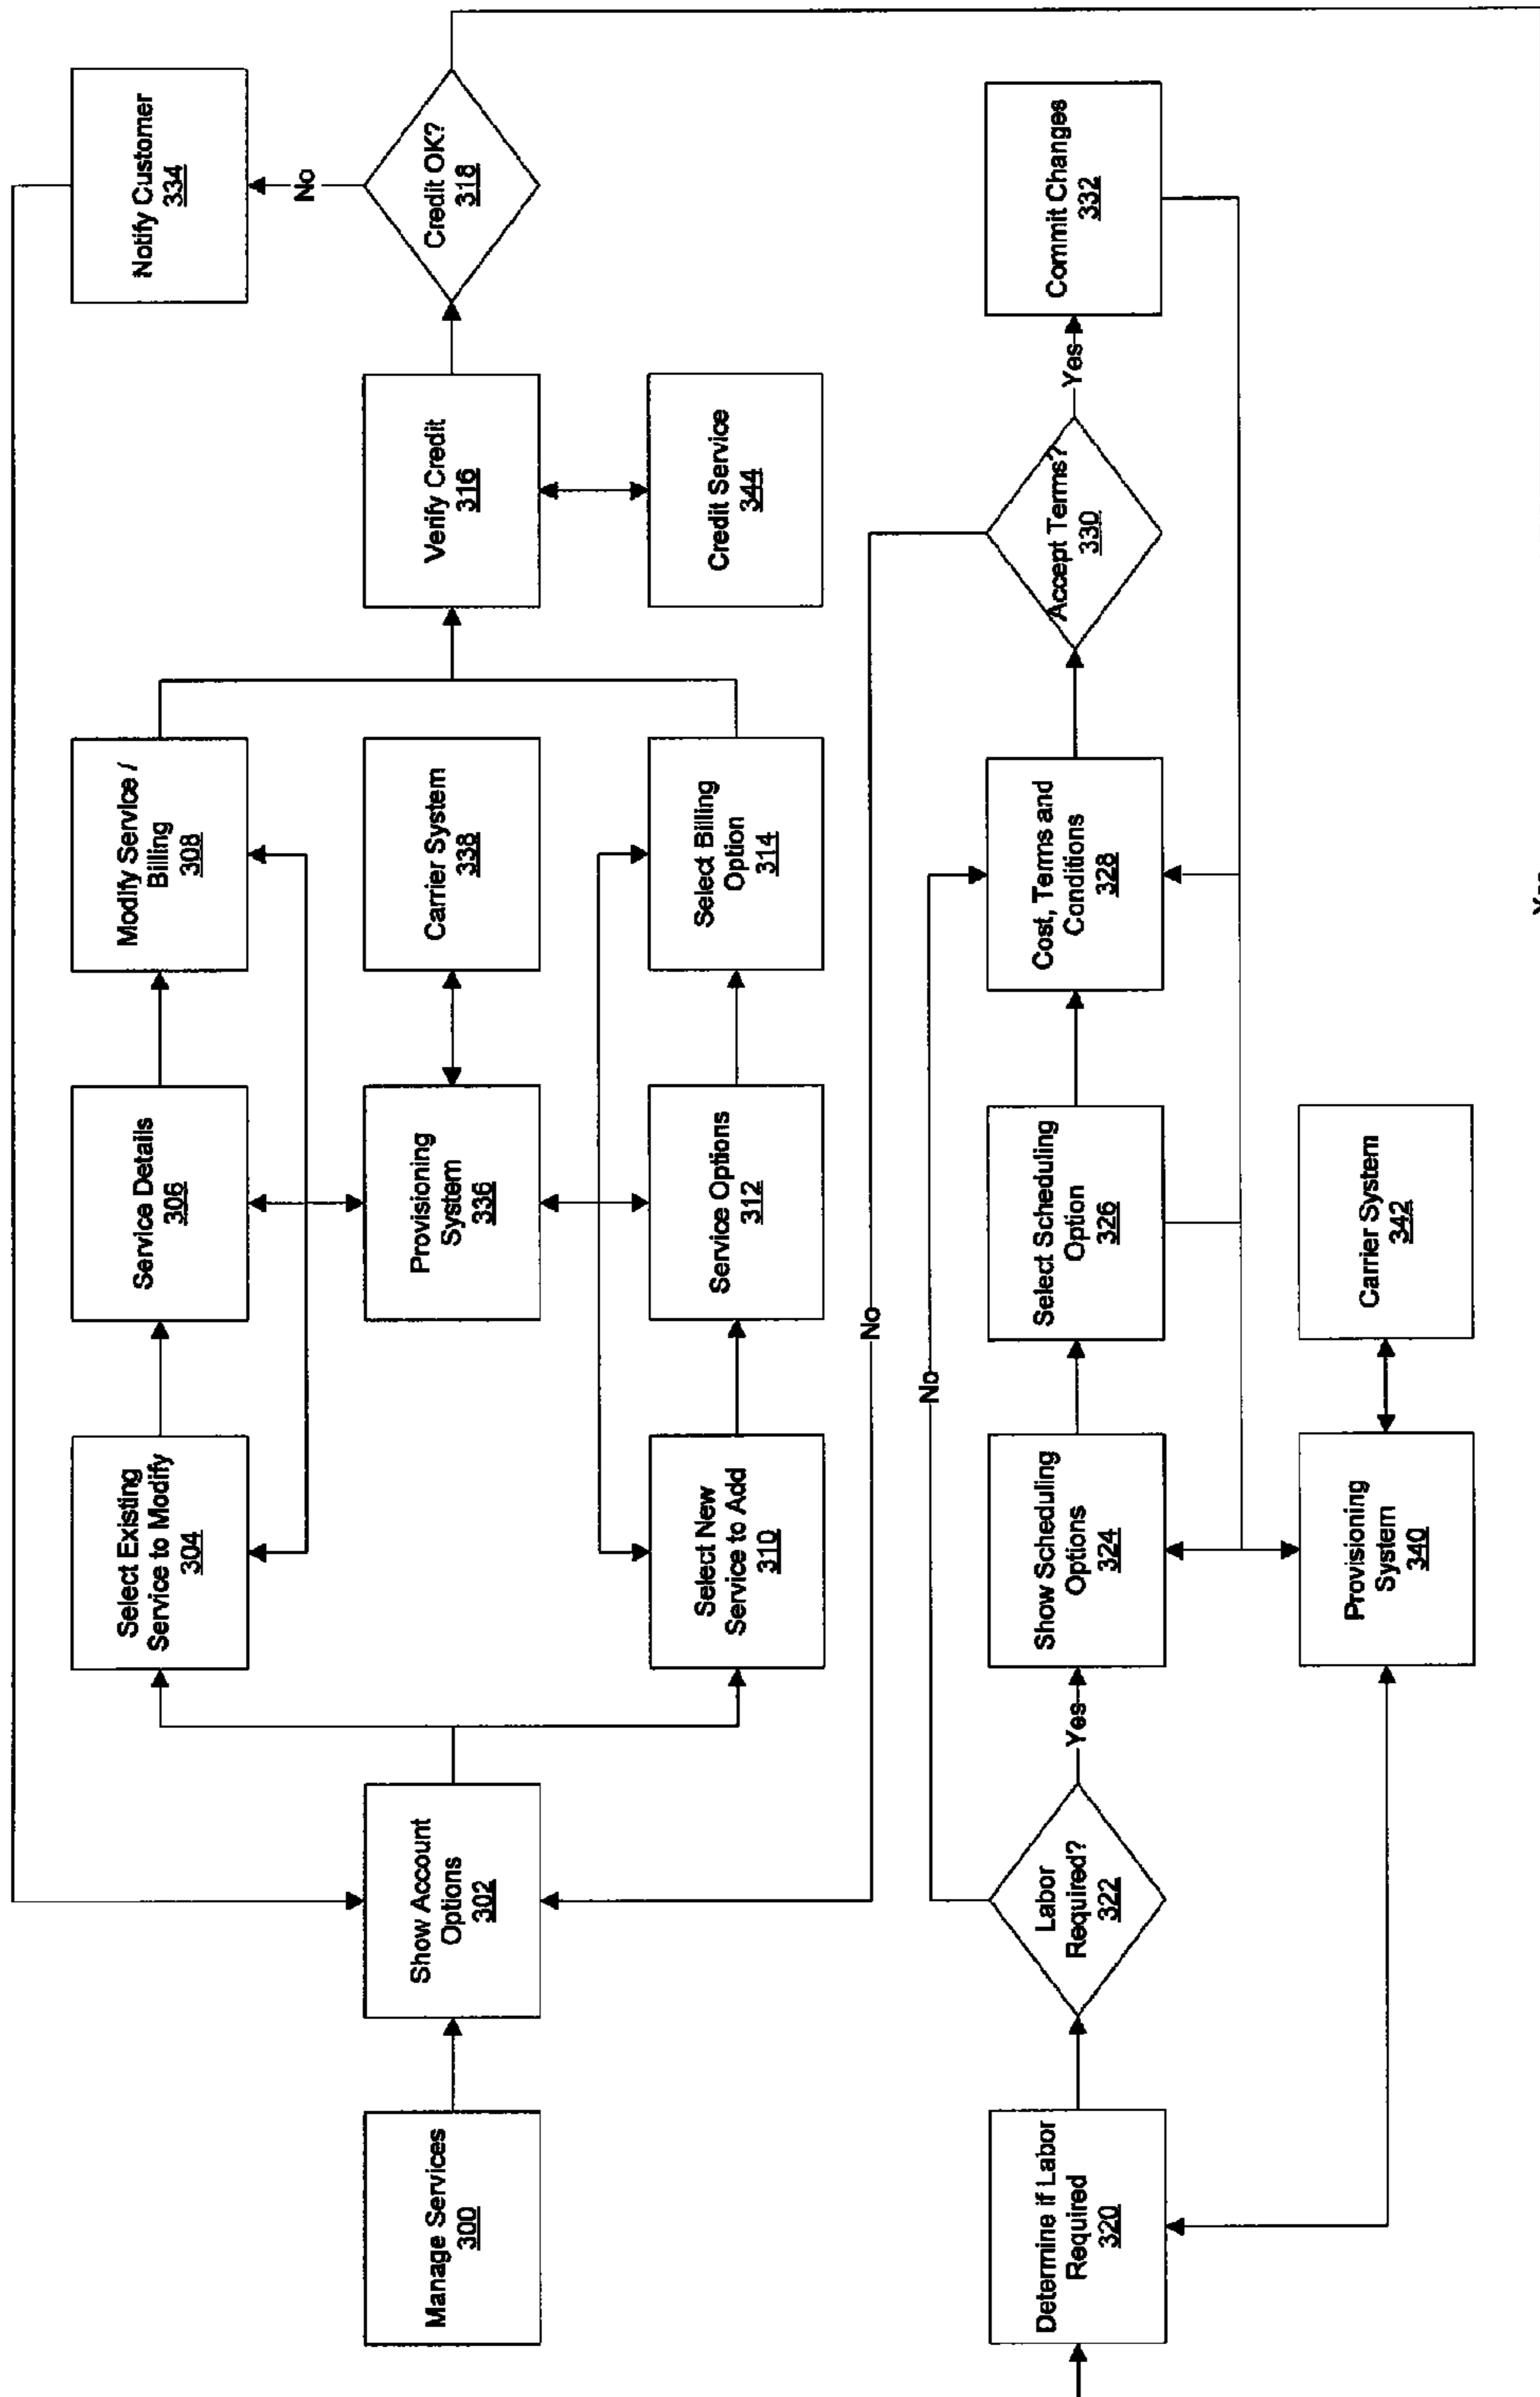 Notify Customer
334
Select Existing
Service to Modify
304
Service Details
306
Modify Service /
Billing
308
Manage Services
300
Show Account
Options
302
Provisioning
System
336
Carrier System
338
Verify Credit
316
Credit OK?
318
No
Select New
Service to Add
310
Service Options
312
Select Billing
Option
314
Credit Service
344
No
No
Determine if Labor
Required
320
Labor
Required?
322
Yes
Show Scheduling
Options
324
Select Scheduling
Option
326
Cost, Terms and
Conditions
328
Accept Terms?
330
Yes
Commit Changes
332
Provisioning
System
340
Carrier System
342
Yes